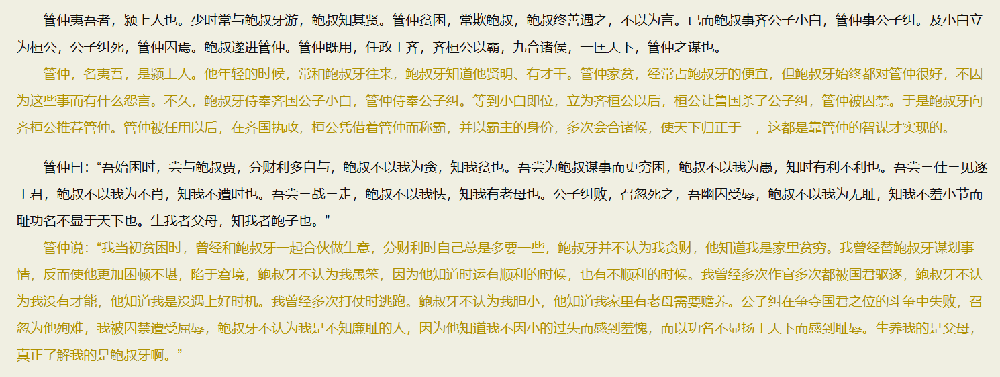 管仲夷吾者，颍上人也。少时常与鲍叔牙游，鲍叔知其贤。管仲贫困，常欺鲍叔，鲍叔终善遇之，不以为言。已而鲍叔事齐公子小白，管仲事公子纠。及小白立
为桓公，公子纠死，管仲囚焉。鲍叔遂进管仲。管仲既用，任政于齐，齐桓公以霸，九合诸侯，一匡天下，管仲之谋也。
管仲，名夷吾，是颍上人。他年轻的时候，常和鲍叔牙往来，鲍叔牙知道他贤明、有才干。管仲家贫，经常占鲍叔牙的便宜，但鲍叔牙始终都对管仲很好，不因
为这些事而有什么怨言。不久，鲍叔牙侍奉齐国公子小白，管仲侍奉公子纠。等到小白即位，立为齐桓公以后，桓公让鲁国杀了公子纠，管仲被囚禁。于是鲍叔牙向
齐桓公推荐管仲。管仲被任用以后，在齐国执政，桓公凭借着管仲而称霸，并以霸主的身份，多次会合诸候，使天下归正于一，这都是靠管仲的智谋才实现的。
管仲曰：“吾始困时，尝与鲍叔贾，分财利多自与，鲍叔不以我为贪，知我贫也。吾尝为鲍叔谋事而更穷困，鲍叔不以我为愚，知时有利不利也。吾尝三仕三见逐
于君，鲍叔不以我为不肖，知我不遭时也。吾尝三战三走，鲍叔不以我怯，知我有老母也。公子纠败，召忽死之，吾幽囚受辱，鲍叔不以我为无耻，知我不羞小节而
耻功名不显于天下也。生我者父母，知我者鲍子也。”
管仲说：“我当初贫困时，曾经和鲍叔牙一起合伙做生意，分财利时自己总是多要一些，鲍叔牙并不认为我贪财，他知道我是家里贫穷。我曾经替鲍叔牙谋划事
情，反而使他更加困顿不堪，陷于窘境，鲍叔牙不认为我愚笨，因为他知道时运有顺利的时候，也有不顺利的时候。我曾经多次作官多次都被国君驱逐，鲍叔牙不认
为我没有才能，他知道我是没遇上好时机。我曾经多次打仗时逃跑。鲍叔牙不认为我胆小，他知道我家里有老母需要赡养。公子纠在争夺国君之位的斗争中失败，召
忽为他殉难，我被囚禁遭受屈辱，鲍叔牙不认为我是不知廉耻的人，因为他知道我不因小的过失而感到羞愧，而以功名不显扬于天下而感到耻辱。生养我的是父母，
真正了解我的是鲍叔牙啊。”